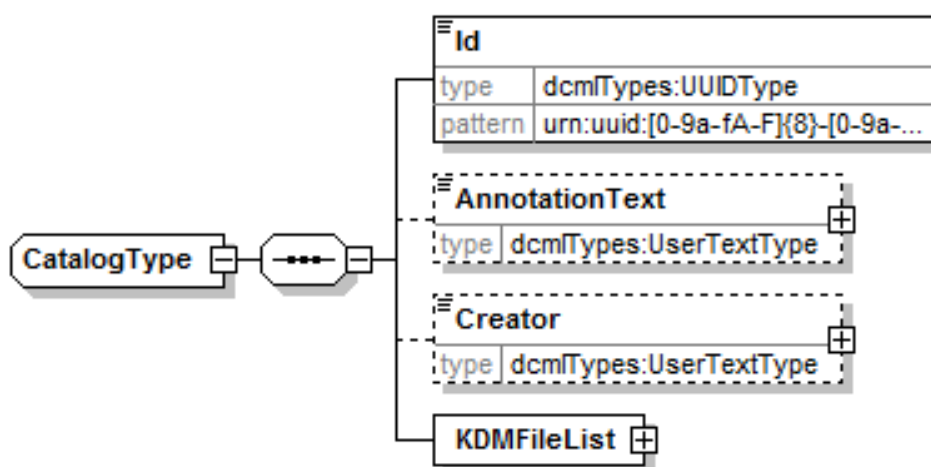 Id
type dcmlTypes:UUIDType
pattern urn:uuid:[0-9a-fA-F]{8}-[0-9a-...
AnnotationText
type dcmlTypes:UserTextType
CatalogType
Creator
type dcmlTypes:UserTextType
KDMFileList